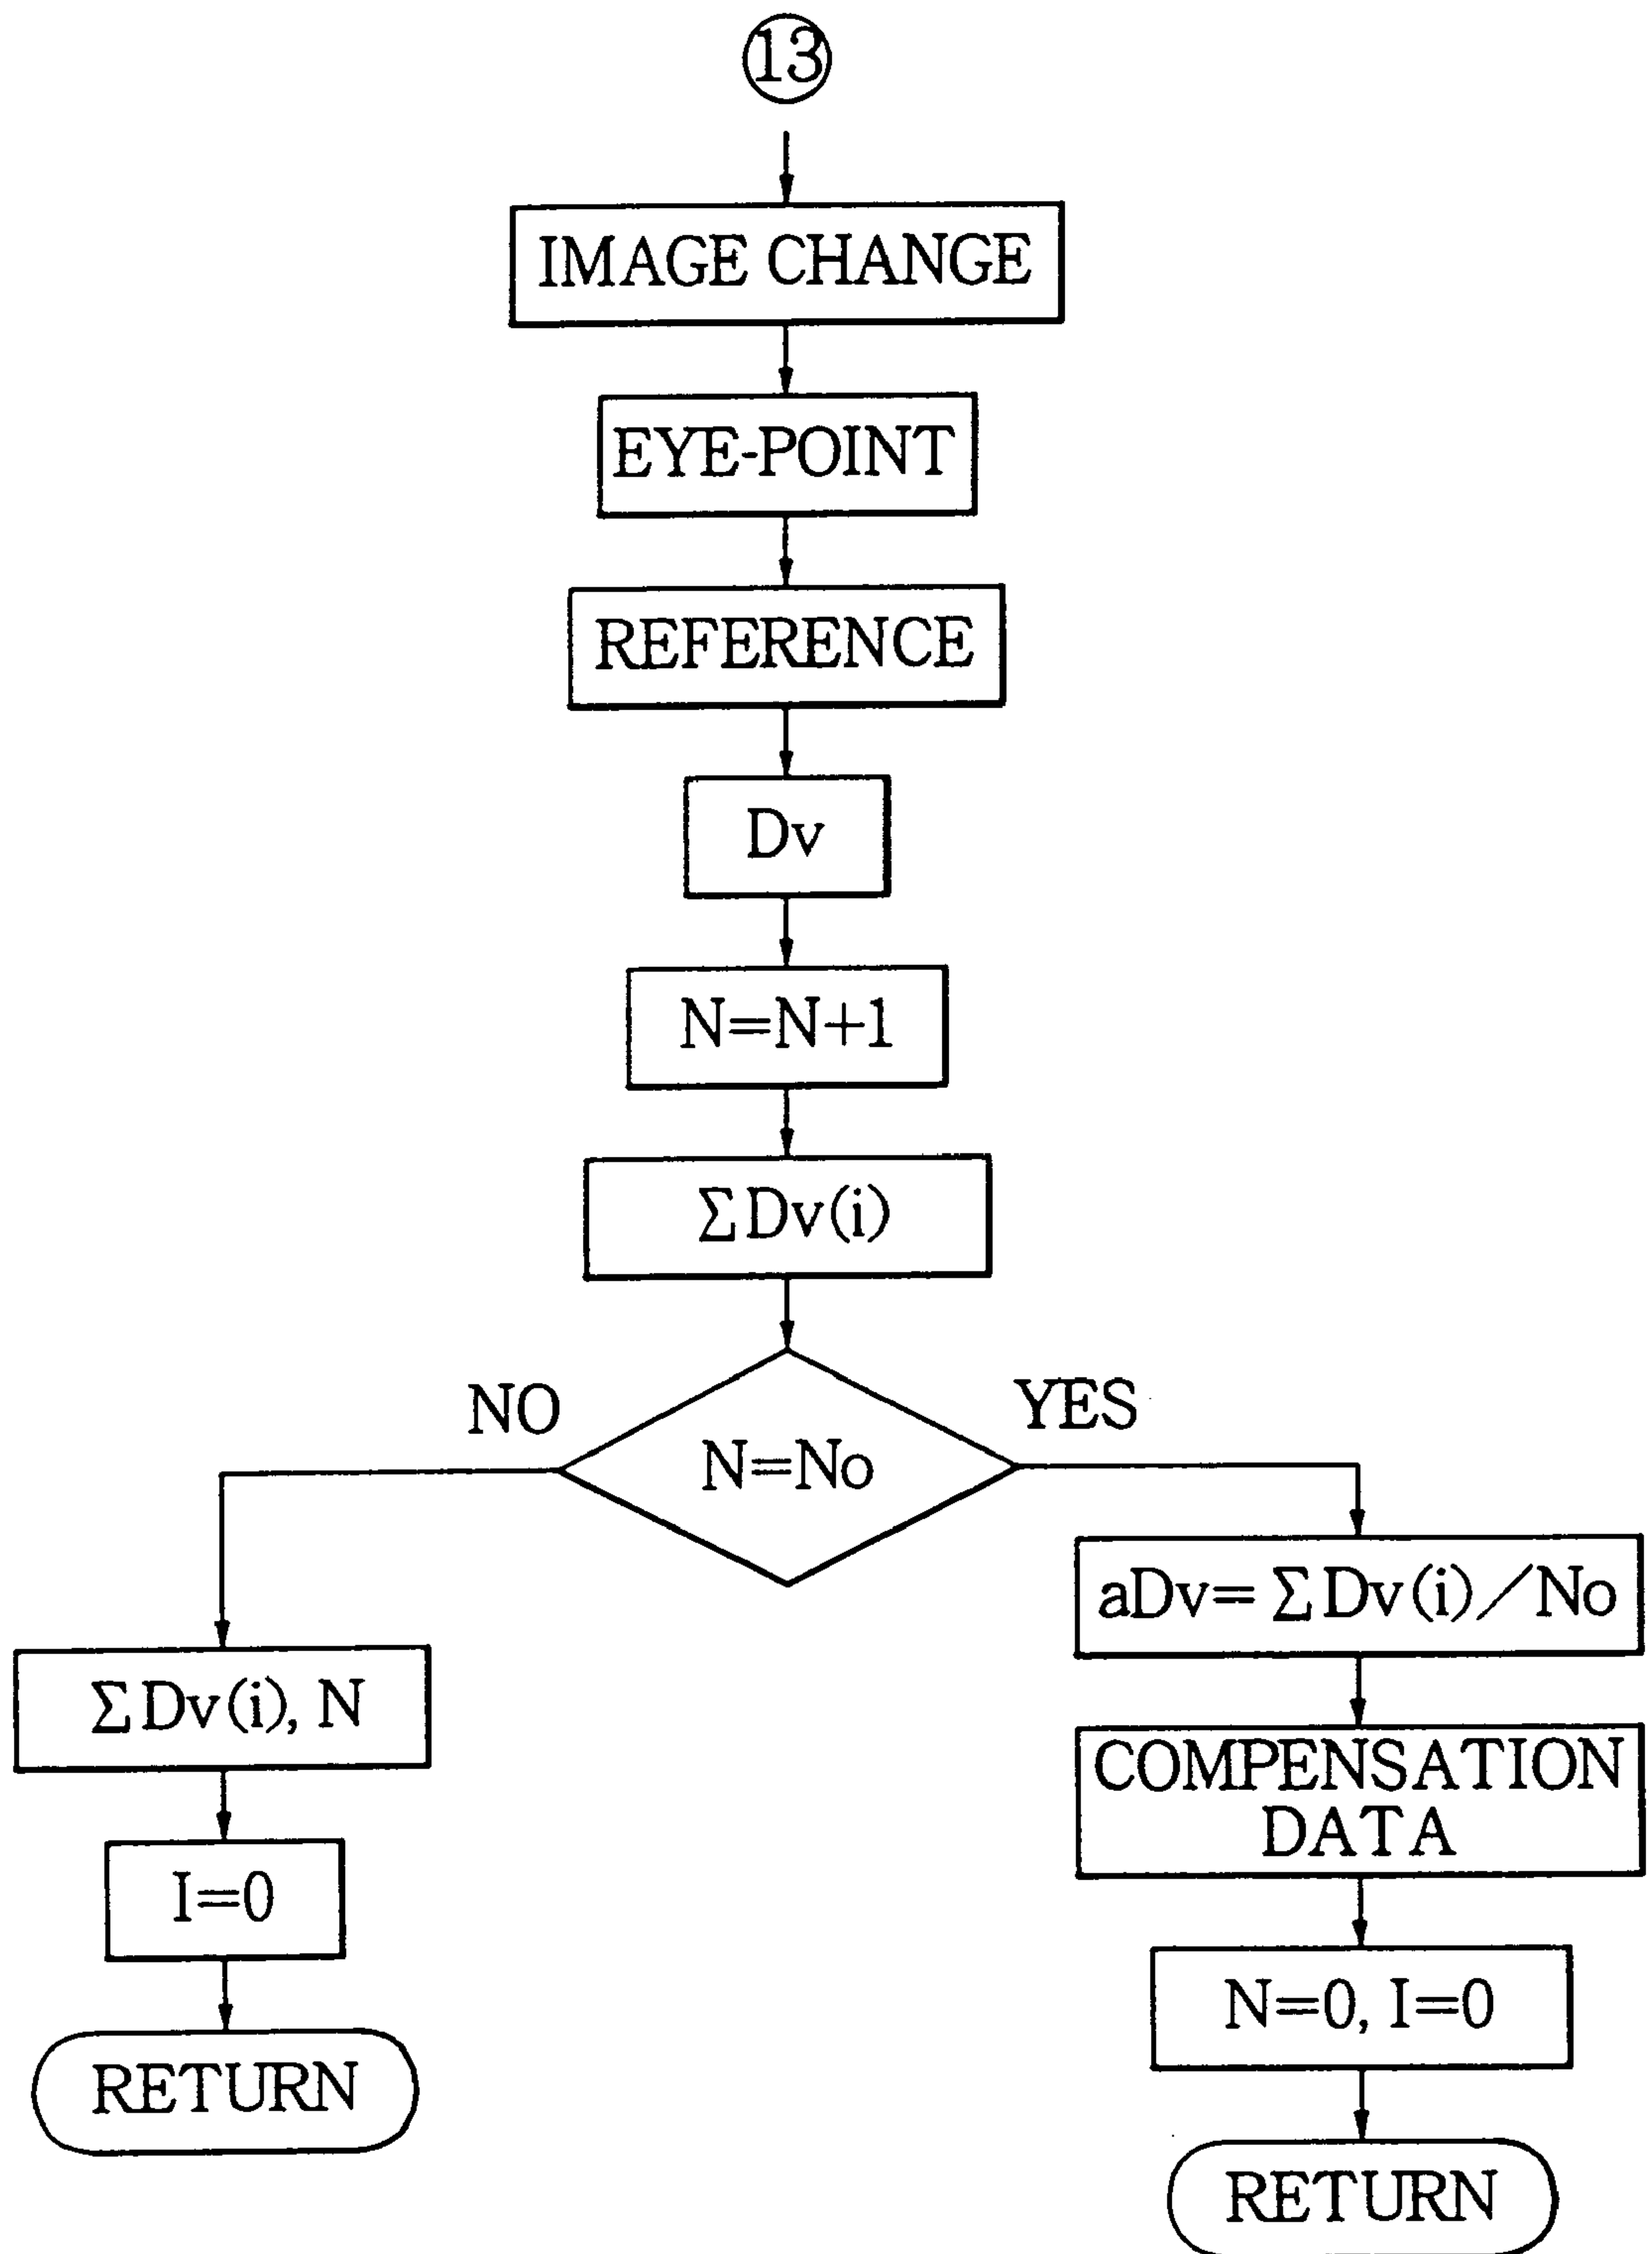 13
IMAGE CHANGE
EYE-POINT
REFERENCE
Dv
N=N+1
ΣDv(i)
NO
YES
N=No
aDv=ΣDv(i)/No
ΣDv(i), N
COMPENSATION
DATA
I=0
N=0, I=0
RETURN
RETURN